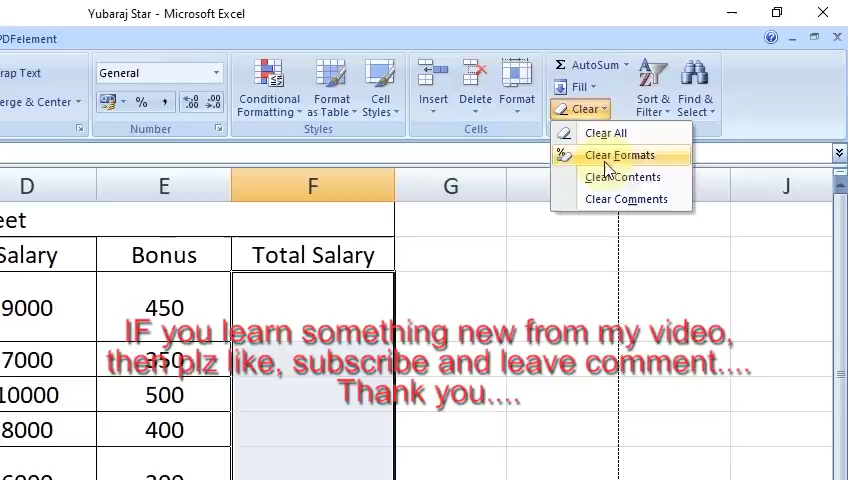 Yubaraj Star - Microsoft Excel
PDFelement
rap Text
General
AutoSum
erge & Center
%
Conditional Formatting
Format as Table
Cell Styles
Insert
Delete
Format
Fill
Clear
Sort & Filter
Find & Select
Number
Styles
Cells
Clear All
Clear Formats
Clear Contents
Clear Comments
D E F G J
eet
Salary Bonus Total Salary
9000 450
7000 350
10000 500
8000 400
IF you learn something new from my video,
then plz like, subscribe and leave comment....
Thank you....